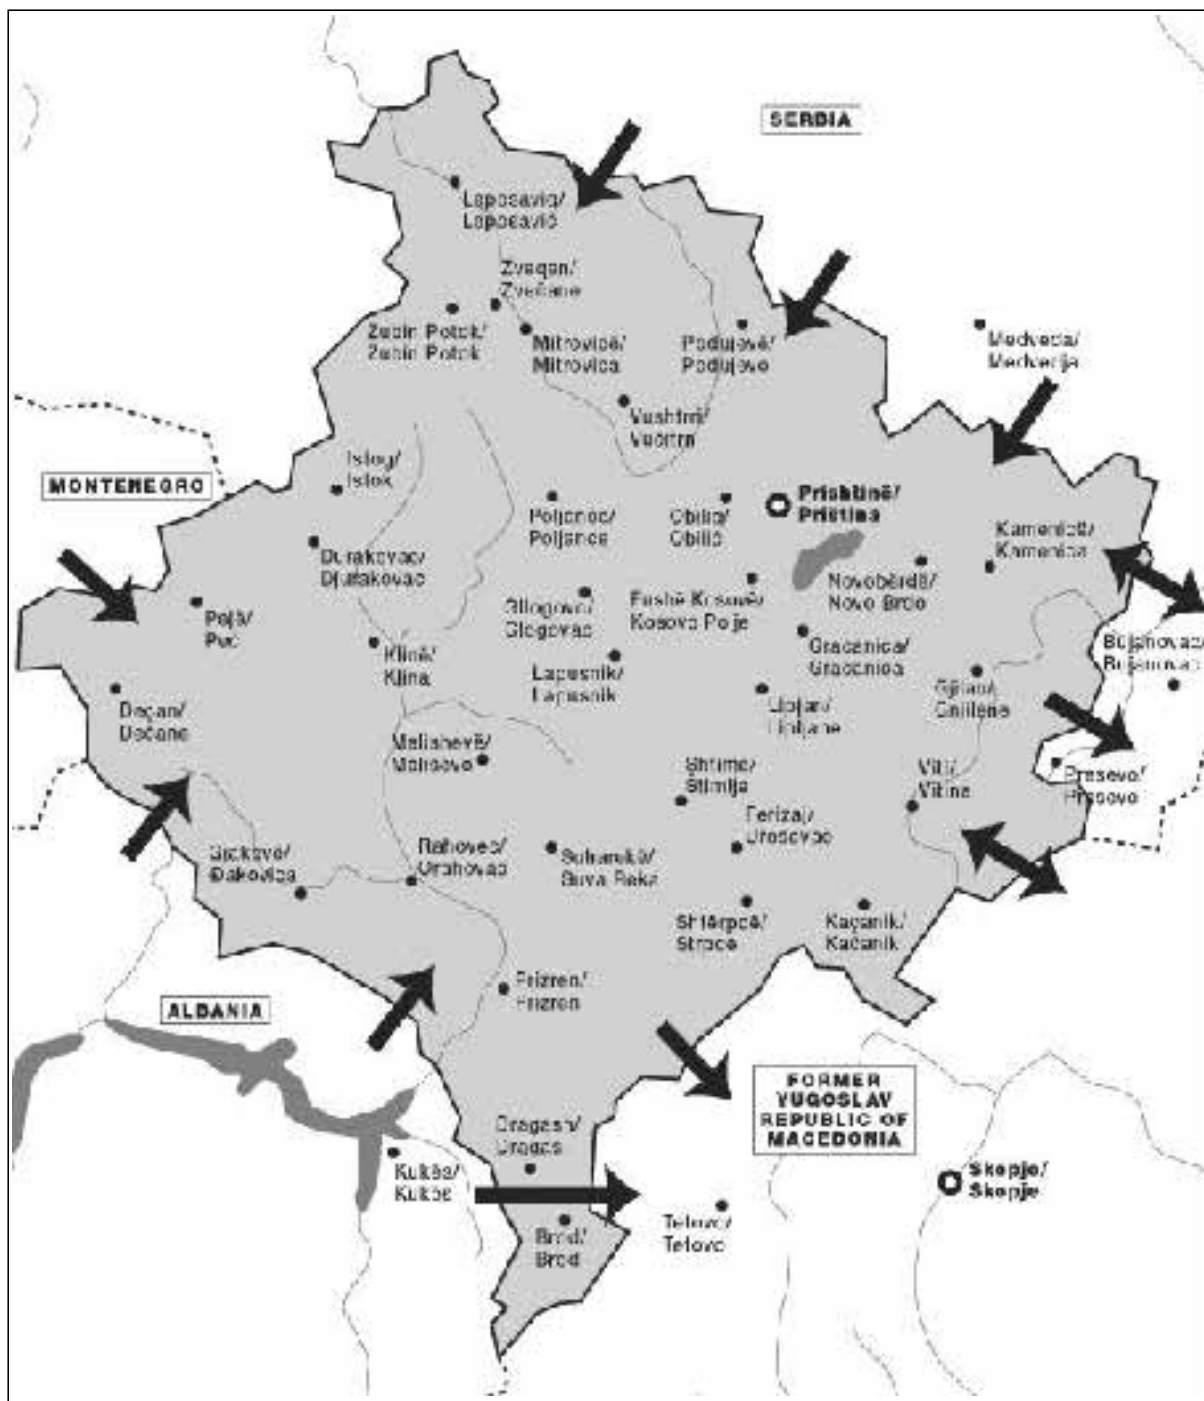 SERBIA
Leposaviq/
Leposavić
Zveqan/
Zvečane
Zubin Potok/
Zubin Potok
Mitrovicë/
Mitrovica
Podujevë/
Podujevo
Medveda/
Medvedja
Vushtrri/
Vučitrn
Istog/
Istok
MONTENEGRO
Poljance/
Poljance
Obiliq/
Obilić
Prishtinë/
Priština
Kamenicë/
Kamenica
Durakovac/
Djurakovac
Pejë/
Peć
Gllogovc/
Glogovac
Fushë Kosovë/
Kosovo Polje
Novobërdë/
Novo Brdo
Klinë/
Klina
Lapusnik/
Lapusnik
Gracanica/
Gracanica
Bujanovac/
Bujanovac
Deçan/
Dečane
Lipjan/
Lipljane
Gjilan/
Gnjilane
Malishevë/
Mališevo
Shtime/
Štimlja
Viti/
Vitina
Presevo/
Presevo
Ferizaj/
Uroševac
Rahovec/
Orahovac
Suharekë/
Suva Reka
Gjakovë/
Đakovica
Shtërpcë/
Štrpce
Kaçanik/
Kačanik
Prizren/
Prizren
ALBANIA
FORMER
YUGOSLAV
REPUBLIC OF
MACEDONIA
Dragash/
Dragaš
Kukës/
Kukës
Skopje/
Skopje
Brod/
Brod
Tetovo/
Tetovo